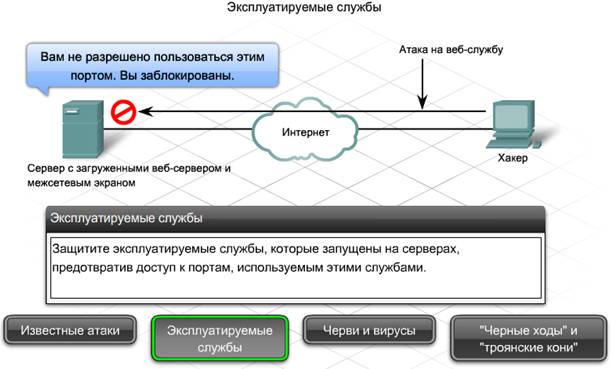 Эксплуатируемые службы
Вам не разрешено пользоваться этим
портом. Вы заблокированы.
Атака на веб-службу
Интернет
Хакер
Сервер с загруженными веб-сервером и
межсетевым экраном
Эксплуатируемые службы
Защитите эксплуатируемые службы, которые запущены на серверах,
предотвратив доступ к портам, используемым этими службами.
Известные атаки
Эксплуатируемые
службы
Черви и вирусы
"Черные ходы" и
"троянские кони"